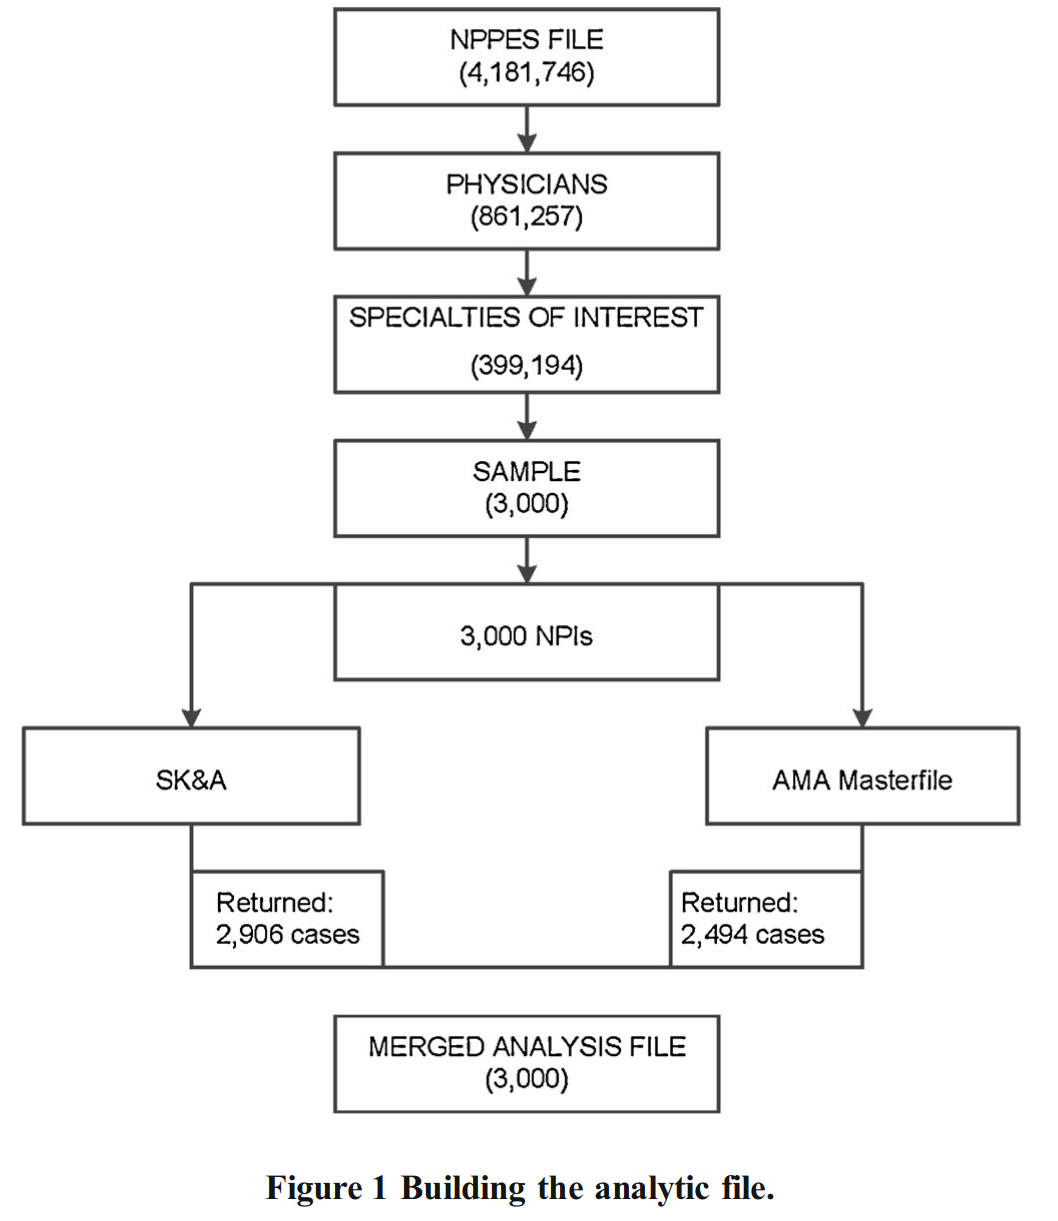 NPPES FILE
(4,181,746)
PHYSICIANS
(861,257)
SPECIALTIES OF INTEREST
(399,194)
SAMPLE
(3,000)
3,000 NPIs
SK&A
AMA Masterfile
Returned:
2,906 cases
Returned:
2,494 cases
MERGED ANALYSIS FILE
(3,000)
Figure 1 Building the analytic file.